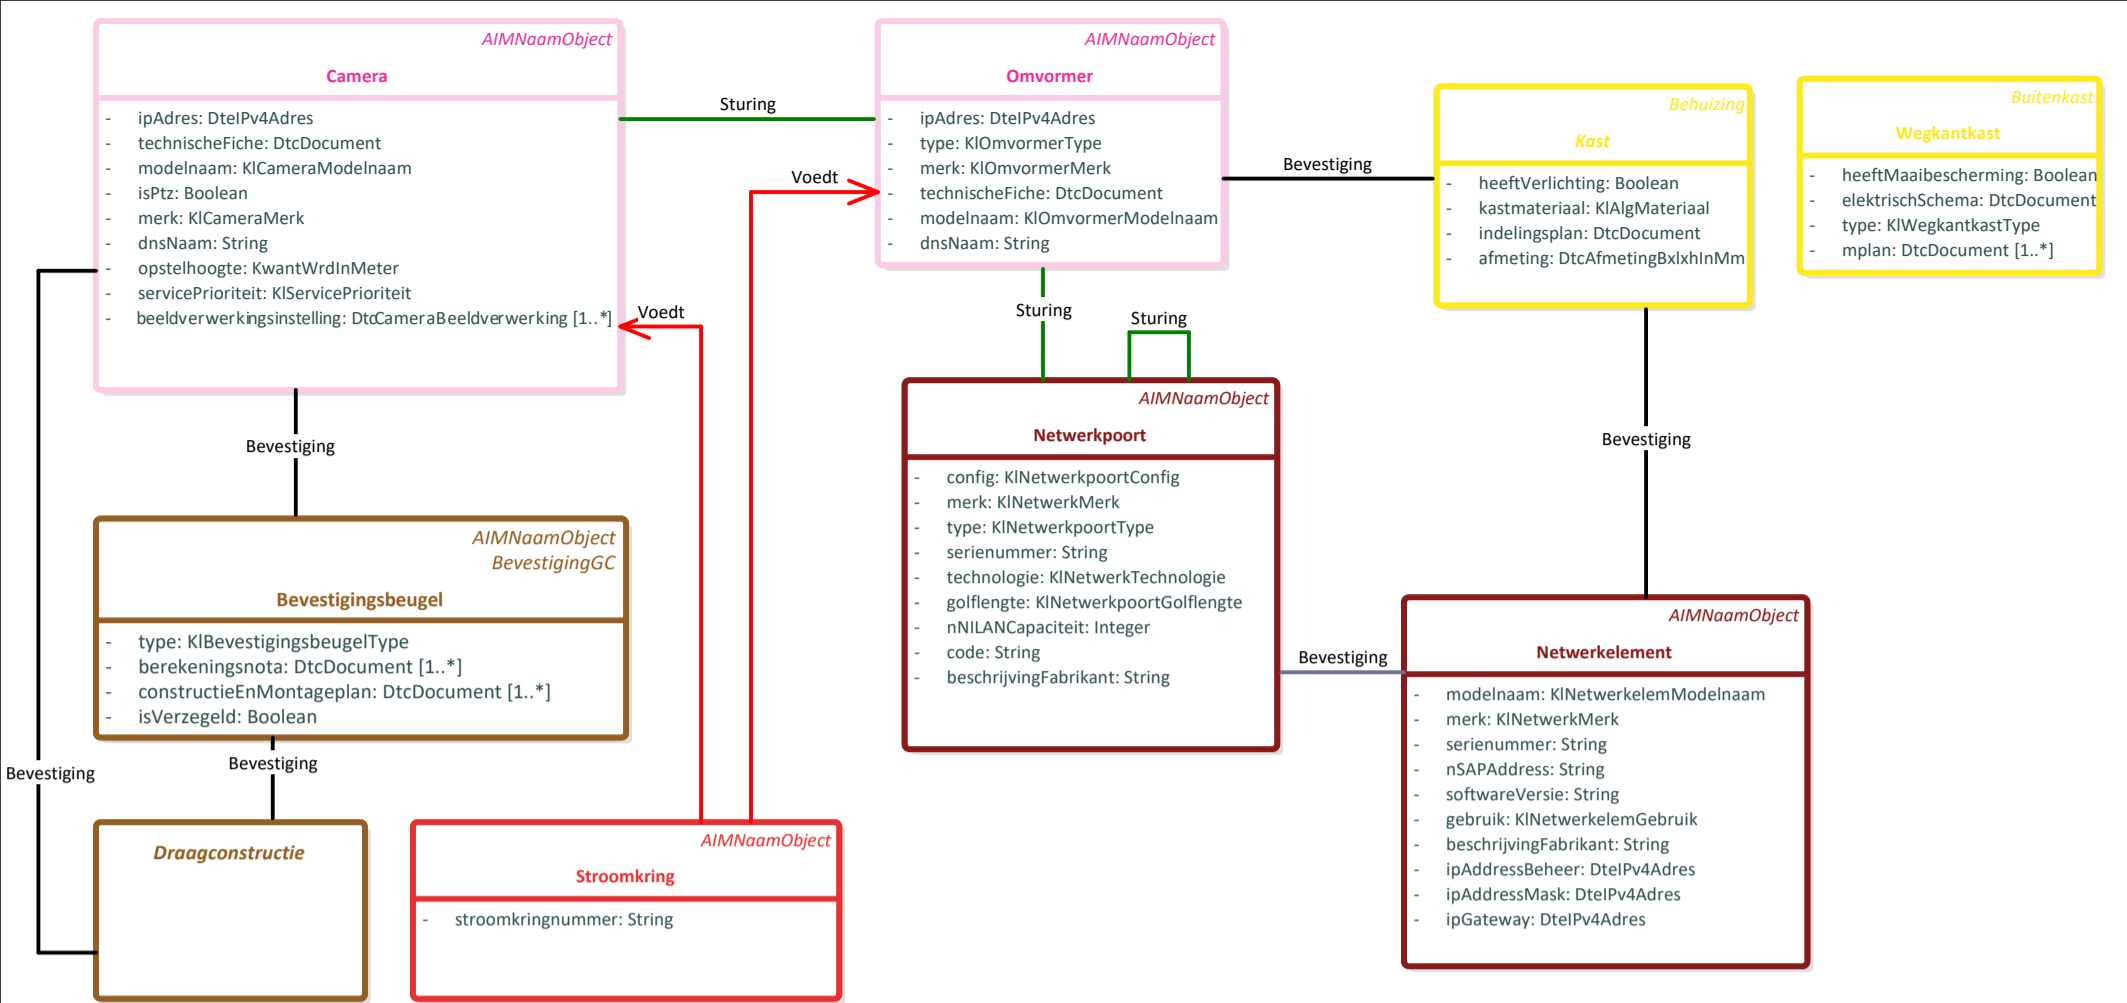 AIMNaamObject
Camera
- ipAdres: DteIPv4Adres
- technischeFiche: DtcDocument
- modelnaam: KlCameraModelnaam
- isPtz: Boolean
- merk: KlCameraMerk
- dnsNaam: String
- opstelhoogte: KwantWrdInMeter
- servicePrioriteit: KlServicePrioriteit
- beeldverwerkingsinstelling: DtcCameraBeeldverwerking [1..*]
Sturing
AIMNaamObject
Omvormer
- ipAdres: DteIPv4Adres
- type: KlOmvormerType
- merk: KlOmvormerMerk
- technischeFiche: DtcDocument
- modelnaam: KlOmvormerModelnaam
- dnsNaam: String
Voedt
Bevestiging
Behuizing
Kast
- heeftVerlichting: Boolean
- kastmateriaal: KlAlgMateriaal
- indelingsplan: DtcDocument
- afmeting: DtcAfmetingBxlxhInMm
Buitenkast
Wegkantkast
- heeftMaaibescherming: Boolean
- elektrischSchema: DtcDocument
- type: KlWegkantkastType
- mplan: DtcDocument [1..*]
Voedt
Sturing
Sturing
Bevestiging
AIMNaamObject
Netwerkpoort
- config: KlNetwerkpoortConfig
- merk: KlNetwerkMerk
- type: KlNetwerkpoortType
- serienummer: String
- technologie: KlNetwerkTechnologie
- golflengte: KlNetwerkpoortGolflengte
- nNILANCapaciteit: Integer
- code: String
- beschrijvingFabrikant: String
Bevestiging
Bevestiging
AIMNaamObject
BevestigingGC
Bevestigingsbeugel
- type: KlBevestigingsbeugelType
- berekeningsnota: DtcDocument [1..*]
- constructieEnMontageplan: DtcDocument [1..*]
- isVerzegeld: Boolean
Bevestiging
AIMNaamObject
Netwerkelement
- modelnaam: KlNetwerkelemModelnaam
- merk: KlNetwerkMerk
- serienummer: String
- nSAPAddress: String
- softwareVersie: String
- gebruik: KlNetwerkelemGebruik
- beschrijvingFabrikant: String
- ipAddressBeheer: DteIPv4Adres
- ipAddressMask: DteIPv4Adres
- ipGateway: DteIPv4Adres
Bevestiging
Bevestiging
Draagconstructie
AIMNaamObject
Stroomkring
- stroomkringnummer: String